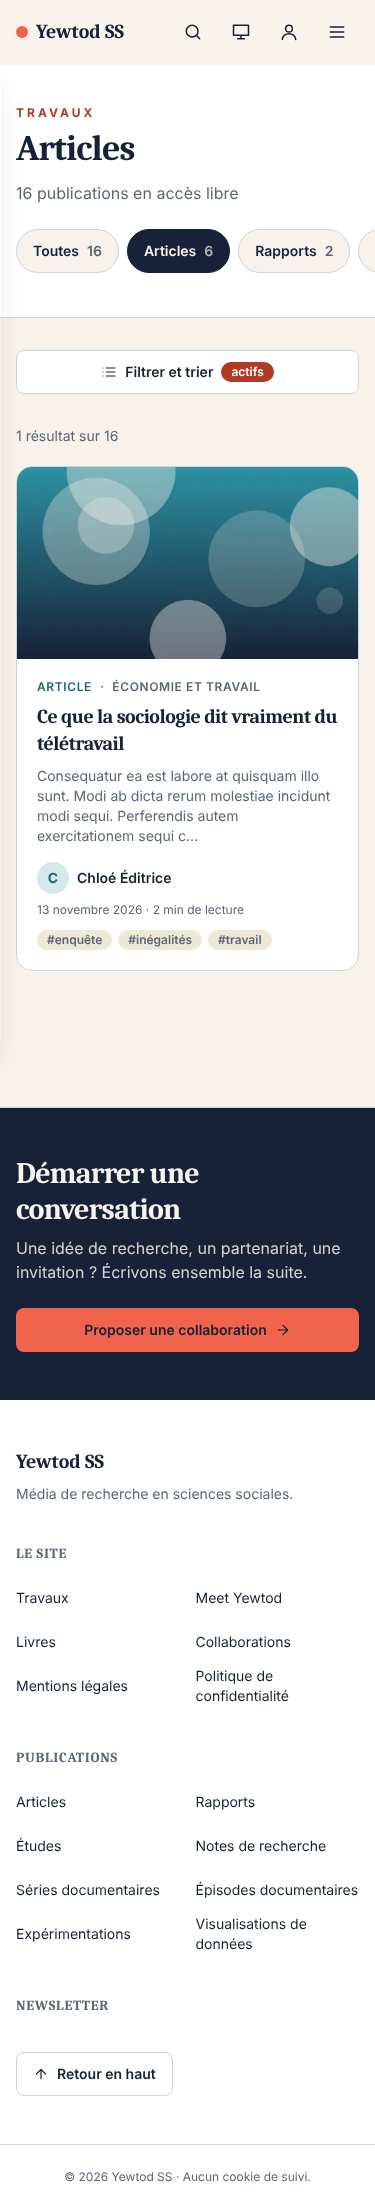 Yewtod SS
TRAVAUX
Articles
16 publications en accès libre
Toutes 16
Articles 6
Rapports 2
Filtrer et trier actifs
1 résultat sur 16
ARTICLE · ÉCONOMIE ET TRAVAIL
Ce que la sociologie dit vraiment du
télétravail
Consequatur ea est labore at quisquam illo
sunt. Modi ab dicta rerum molestiae incidunt
modi sequi. Perferendis autem
exercitationem sequi c...
C Chloé Éditrice
13 novembre 2026 · 2 min de lecture
#enquête #inégalités #travail
Démarrer une
conversation
Une idée de recherche, un partenariat, une
invitation ? Écrivons ensemble la suite.
Proposer une collaboration →
Yewtod SS
Média de recherche en sciences sociales.
LE SITE
Travaux
Meet Yewtod
Livres
Collaborations
Mentions légales
Politique de
confidentialité
PUBLICATIONS
Articles
Rapports
Études
Notes de recherche
Séries documentaires
Épisodes documentaires
Expérimentations
Visualisations de
données
NEWSLETTER
↑ Retour en haut
© 2026 Yewtod SS · Aucun cookie de suivi.